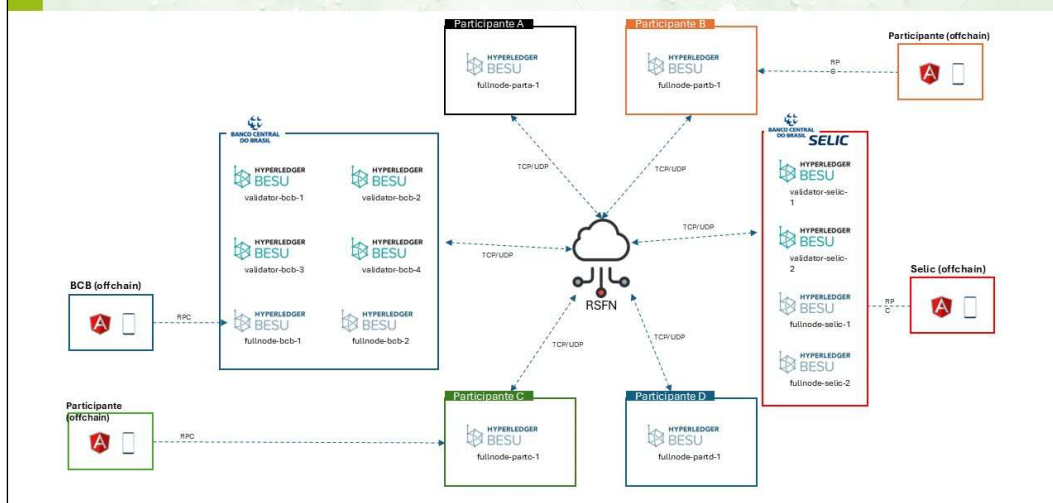 Participante A
HYPERLEDGER
BESU
fullnode-parta-1
Participante B
HYPERLEDGER
BESU
fullnode-partb-1
RP
C
Participante (offchain)
BANCO CENTRAL
DO BRASIL
HYPERLEDGER
BESU
validator-bcb-1
HYPERLEDGER
BESU
validator-bcb-2
HYPERLEDGER
BESU
validator-bcb-3
HYPERLEDGER
BESU
validator-bcb-4
HYPERLEDGER
BESU
fullnode-bcb-1
HYPERLEDGER
BESU
fullnode-bcb-2
BCB (offchain)
RPC
TCP/UDP
TCP/UDP
TCP/UDP
TCP/UDP
RSFN
TCP/UDP
TCP/UDP
BANCO CENTRAL
DO BRASIL
SELIC
HYPERLEDGER
BESU
validator-selic-
1
HYPERLEDGER
BESU
validator-selic-
2
HYPERLEDGER
BESU
fullnode-selic-1
HYPERLEDGER
BESU
fullnode-selic-2
Selic (offchain)
RP
C
Participante
(offchain)
RPC
Participante C
HYPERLEDGER
BESU
fullnode-partc-1
Participante D
HYPERLEDGER
BESU
fullnode-partd-1